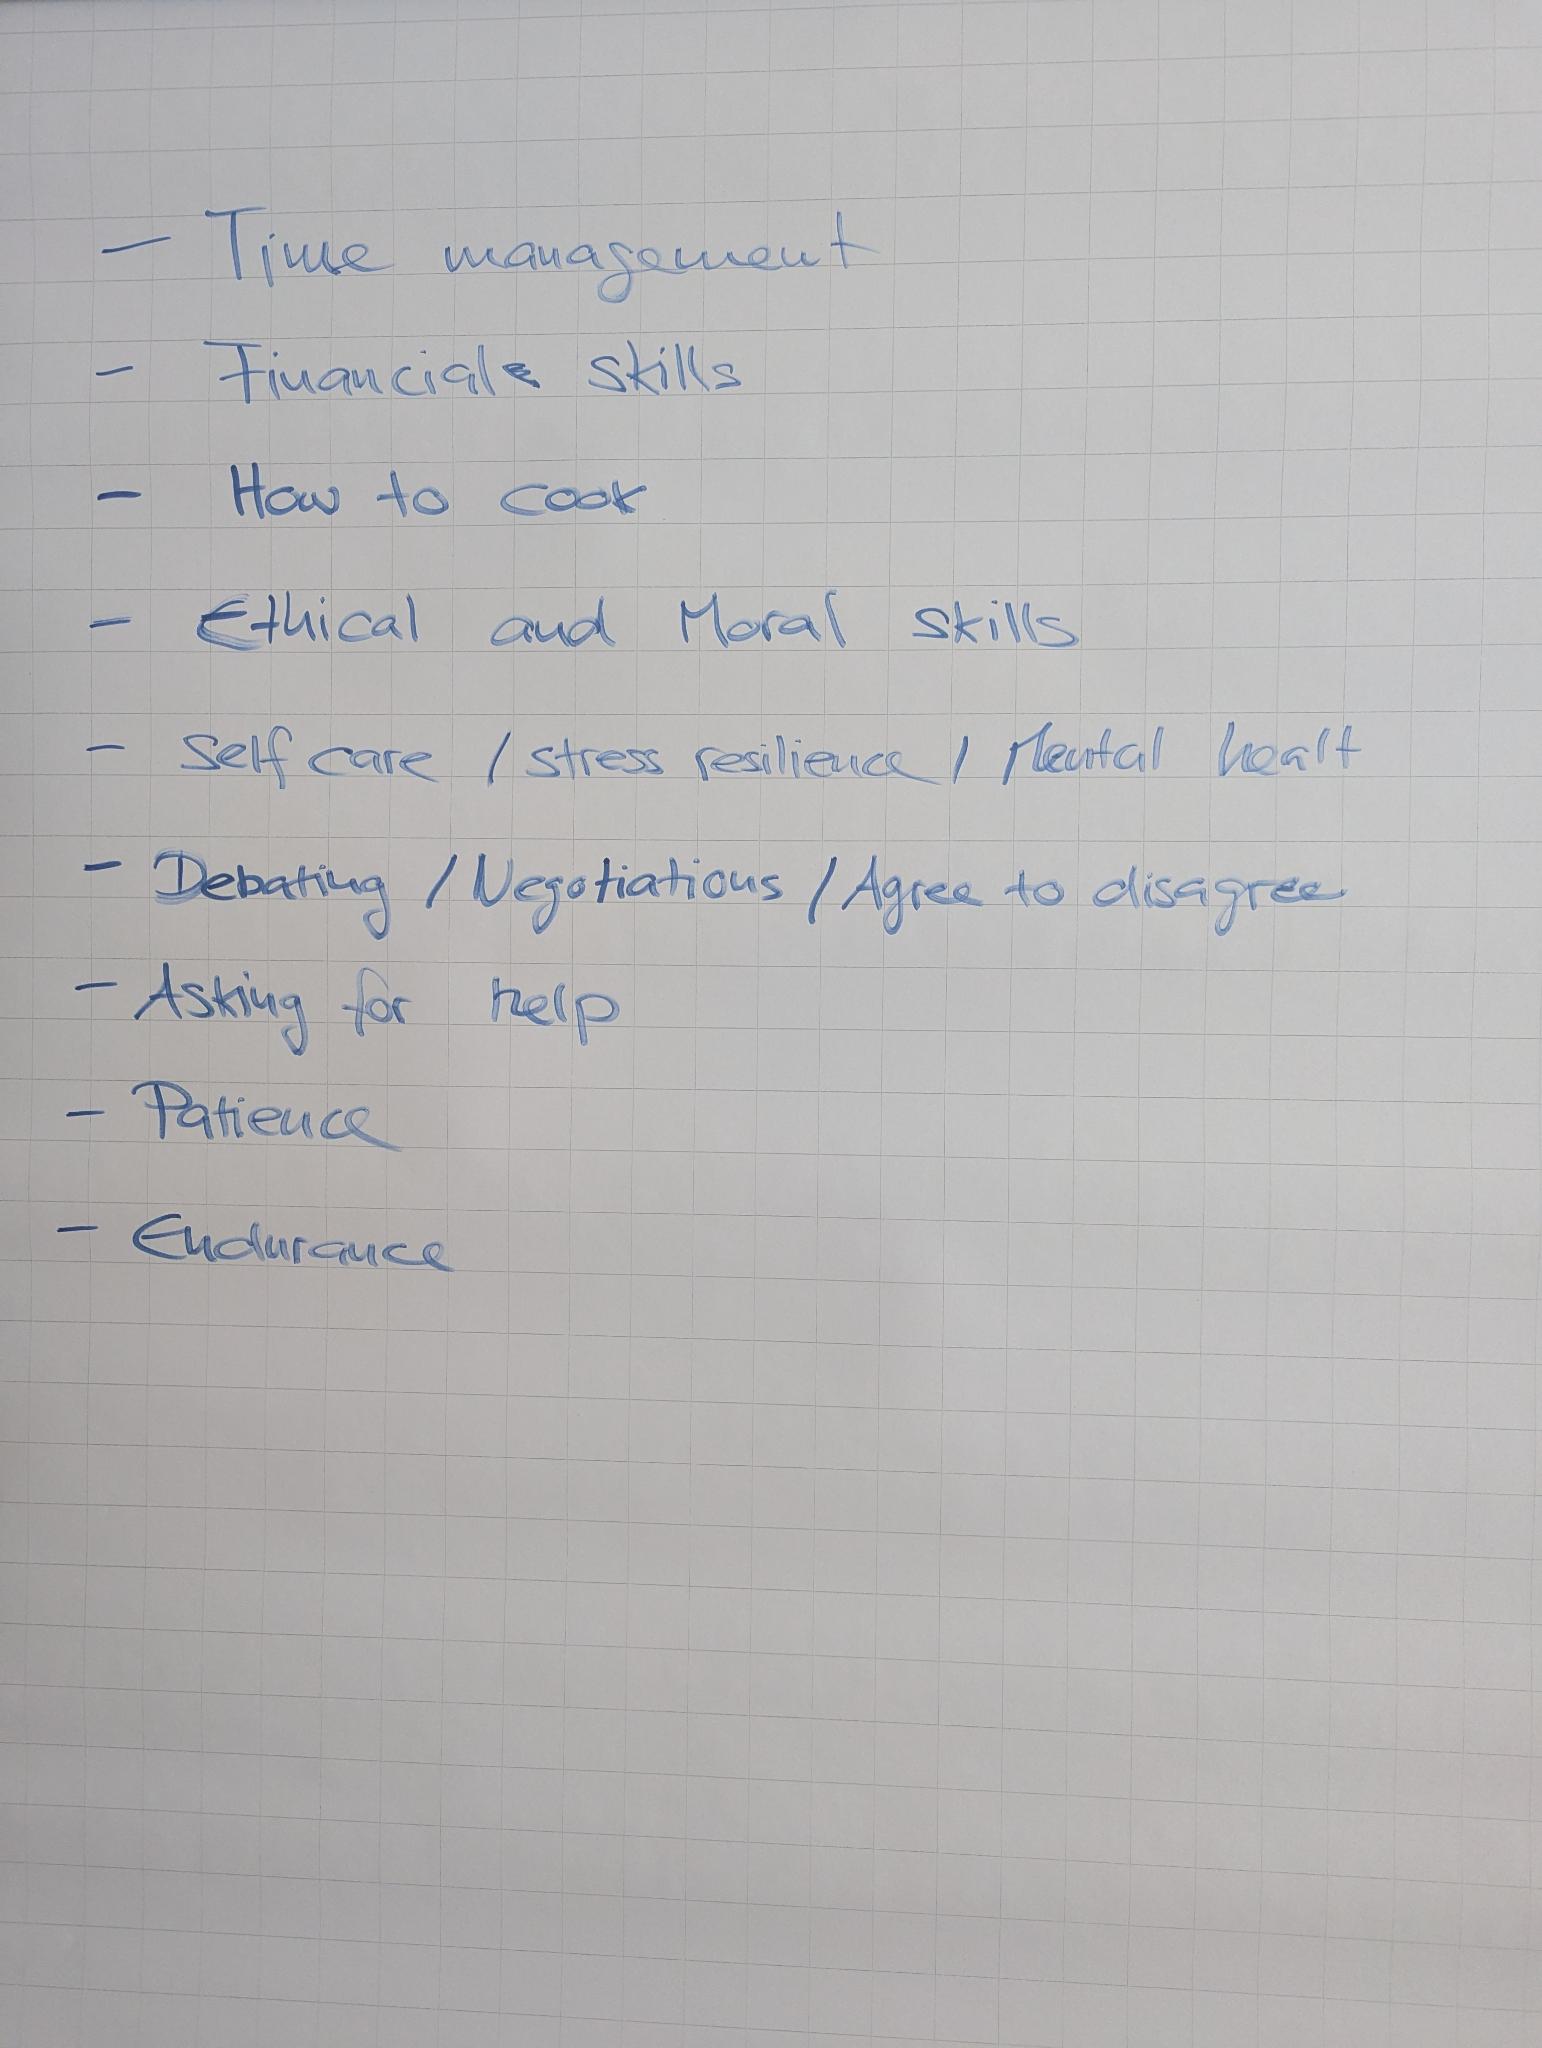 - Time management
- Financial skills
- How to cook
- Ethical and Moral skills
- Self care / stress resilience / Mental healt
- Debating / Negotiations / Agree to disagree
- Asking for help
- Patience
- Endurance